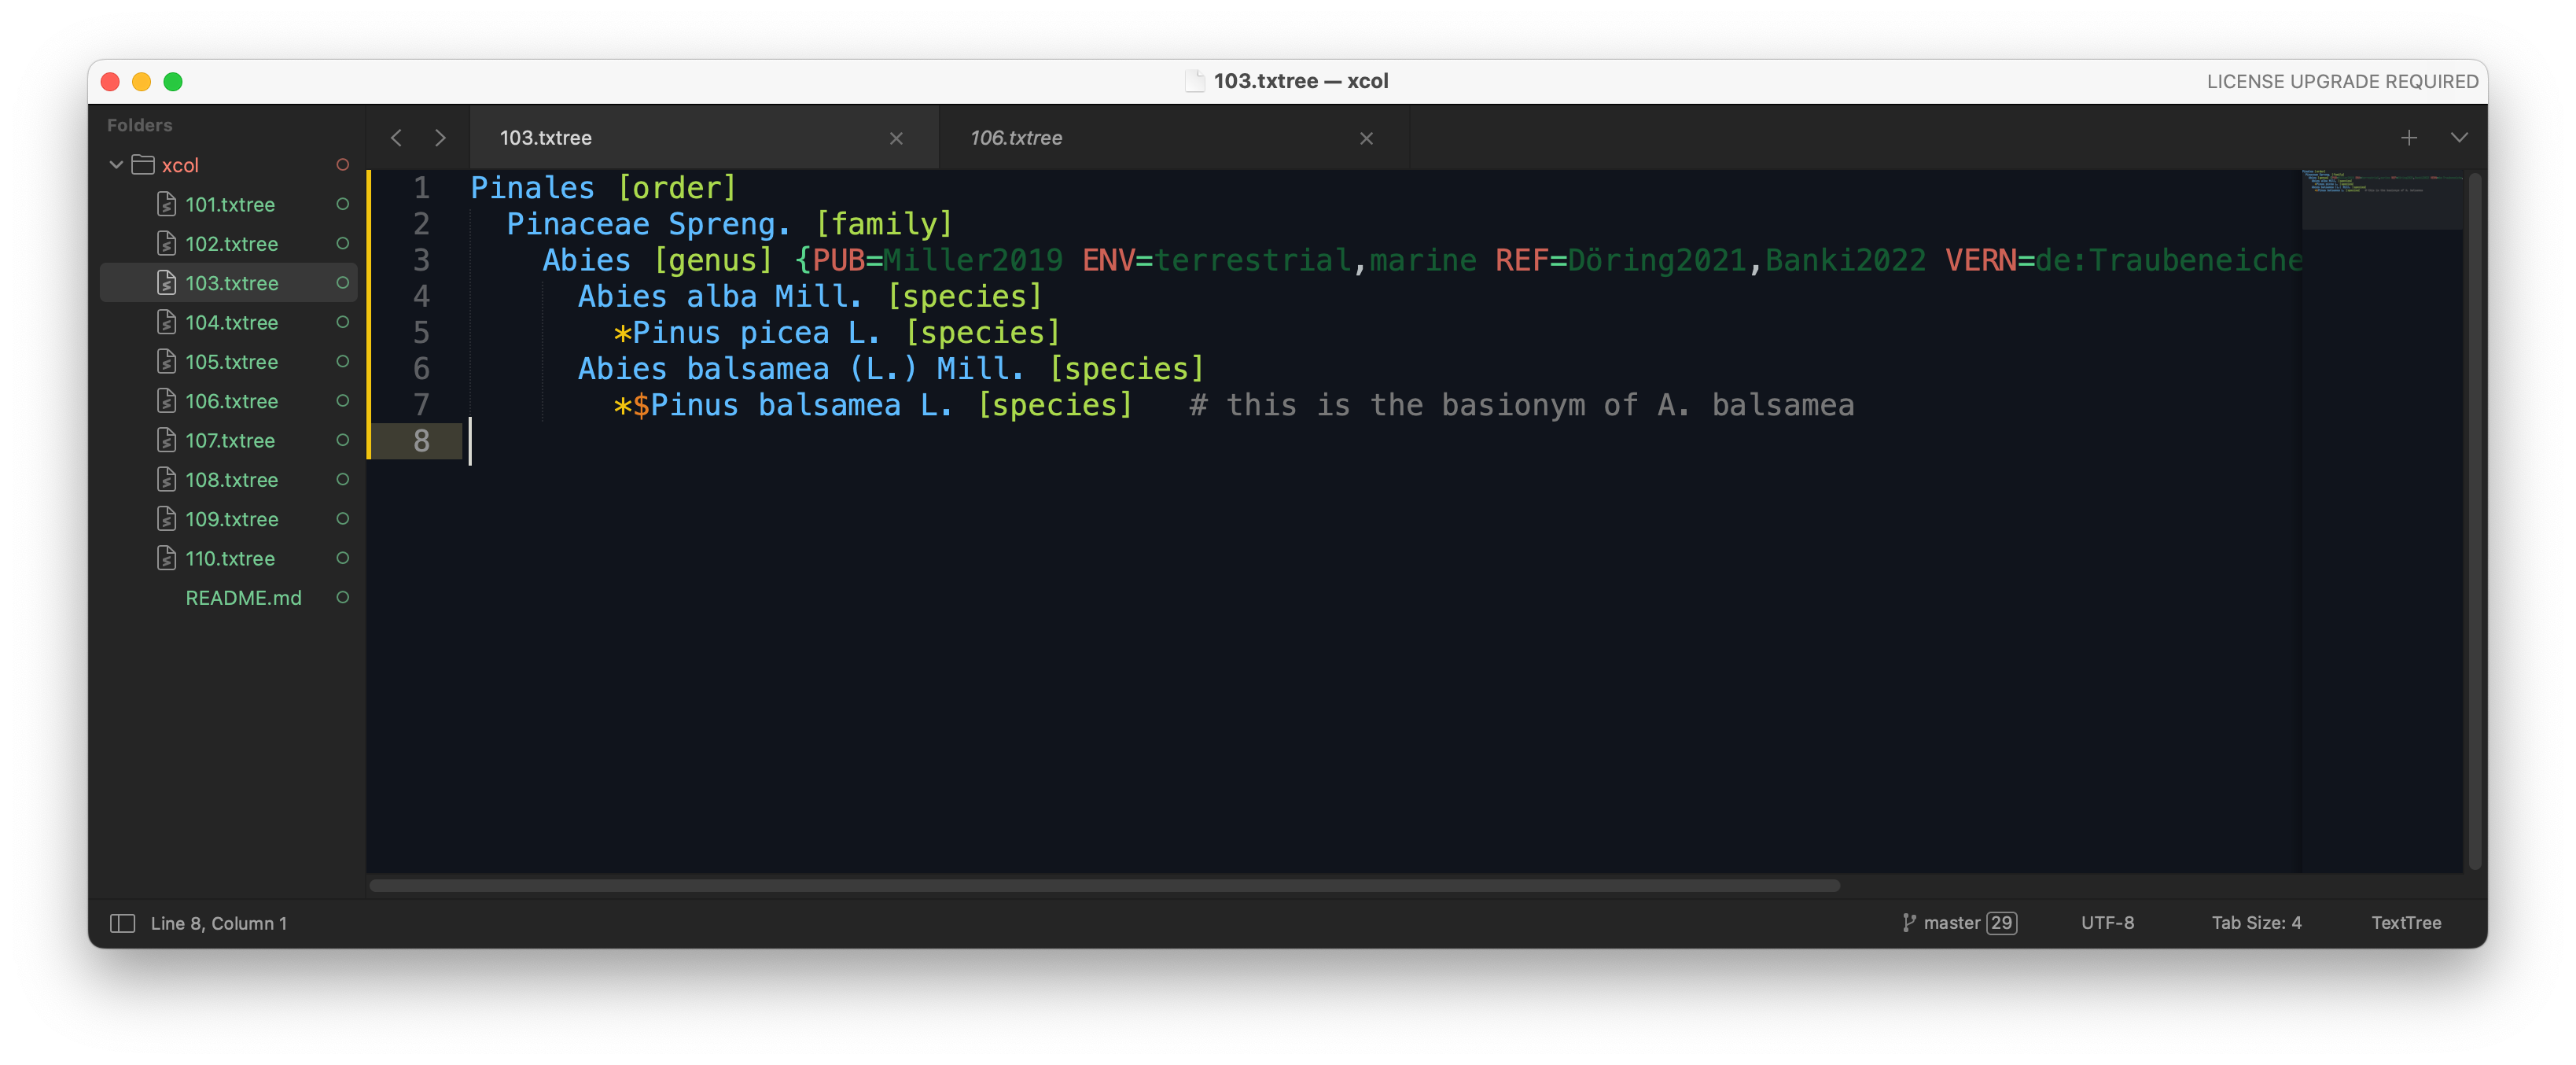 103.txtree — xcol
LICENSE UPGRADE REQUIRED
Folders
xcol
101.txtree
102.txtree
103.txtree
104.txtree
105.txtree
106.txtree
107.txtree
108.txtree
109.txtree
110.txtree
README.md
103.txtree
106.txtree
1 Pinales [order]
2 Pinaceae Spreng. [family]
3 Abies [genus] {PUB=Miller2019 ENV=terrestrial,marine REF=Döring2021,Banki2022 VERN=de:Traubeneiche
4 Abies alba Mill. [species]
5 *Pinus picea L. [species]
6 Abies balsamea (L.) Mill. [species]
7 *$Pinus balsamea L. [species] # this is the basionym of A. balsamea
8
Line 8, Column 1
master 29
UTF-8
Tab Size: 4
TextTree